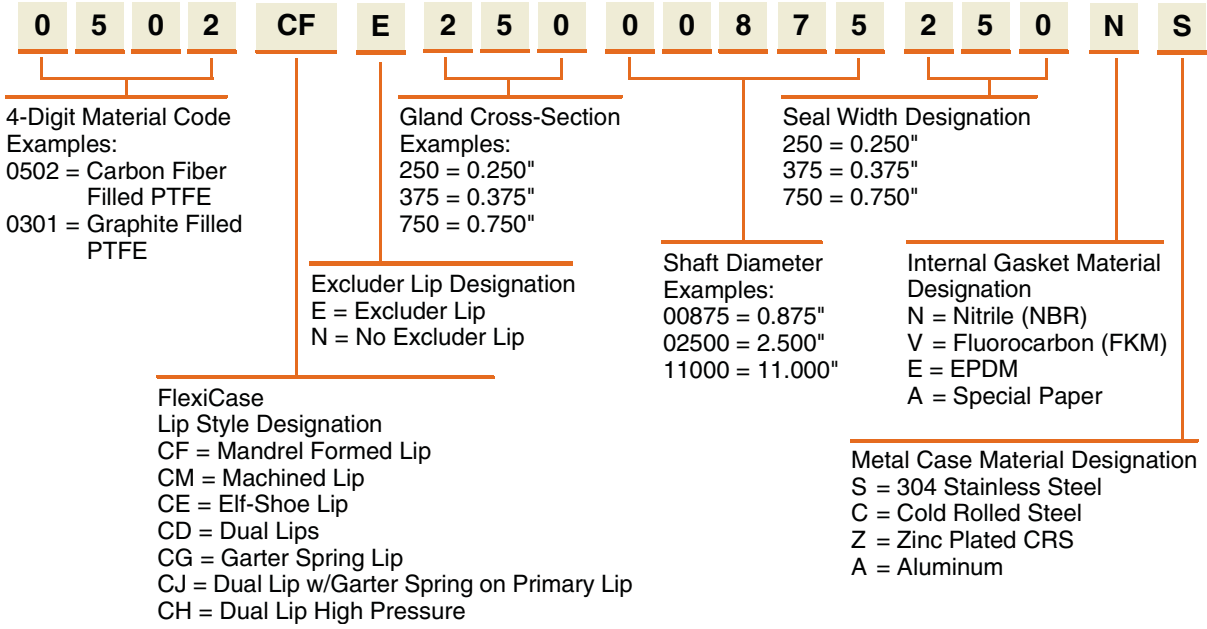 0 5 0 2 CF E 2 5 0 0 0 8 7 5 2 5 0 N S
4-Digit Material Code
Examples:
0502 = Carbon Fiber
Filled PTFE
0301 = Graphite Filled
PTFE
Gland Cross-Section
Examples:
250 = 0.250"
375 = 0.375"
750 = 0.750"
Seal Width Designation
250 = 0.250"
375 = 0.375"
750 = 0.750"
Excluder Lip Designation
E = Excluder Lip
N = No Excluder Lip
Shaft Diameter
Examples:
00875 = 0.875"
02500 = 2.500"
11000 = 11.000"
Internal Gasket Material
Designation
N = Nitrile (NBR)
V = Fluorocarbon (FKM)
E = EPDM
A = Special Paper
FlexiCase
Lip Style Designation
CF = Mandrel Formed Lip
CM = Machined Lip
CE = Elf-Shoe Lip
CD = Dual Lips
CG = Garter Spring Lip
CJ = Dual Lip w/Garter Spring on Primary Lip
CH = Dual Lip High Pressure
Metal Case Material Designation
S = 304 Stainless Steel
C = Cold Rolled Steel
Z = Zinc Plated CRS
A = Aluminum